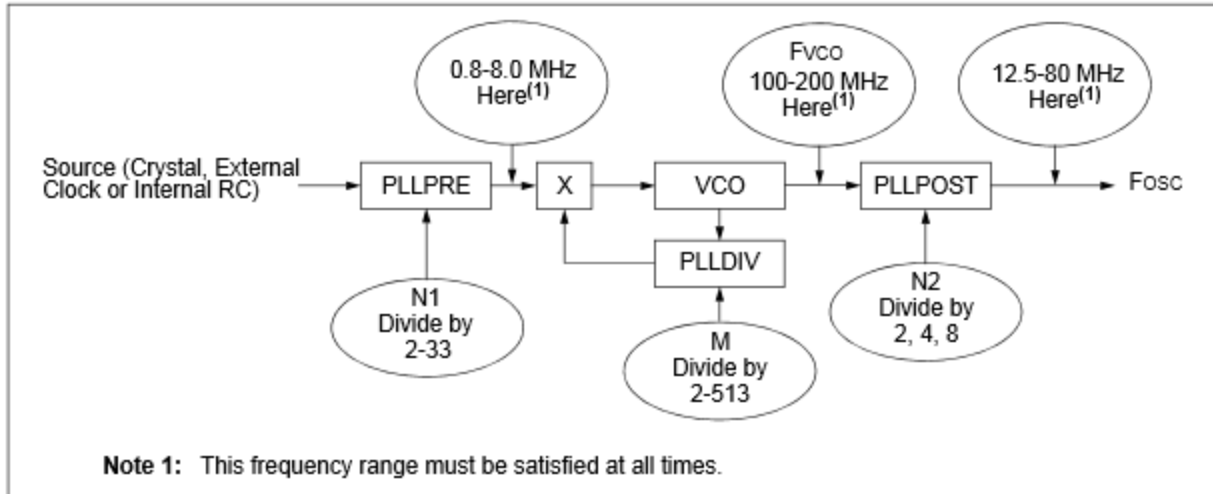 0.8-8.0 MHz
Here(1)
FVCO
100-200 MHz
Here(1)
12.5-80 MHz
Here(1)
Source (Crystal, External
Clock or Internal RC)
PLLPRE
X
VCO
PLLPOST
FOSC
PLLDIV
N1
Divide by
2-33
M
Divide by
2-513
N2
Divide by
2, 4, 8
Note 1: This frequency range must be satisfied at all times.